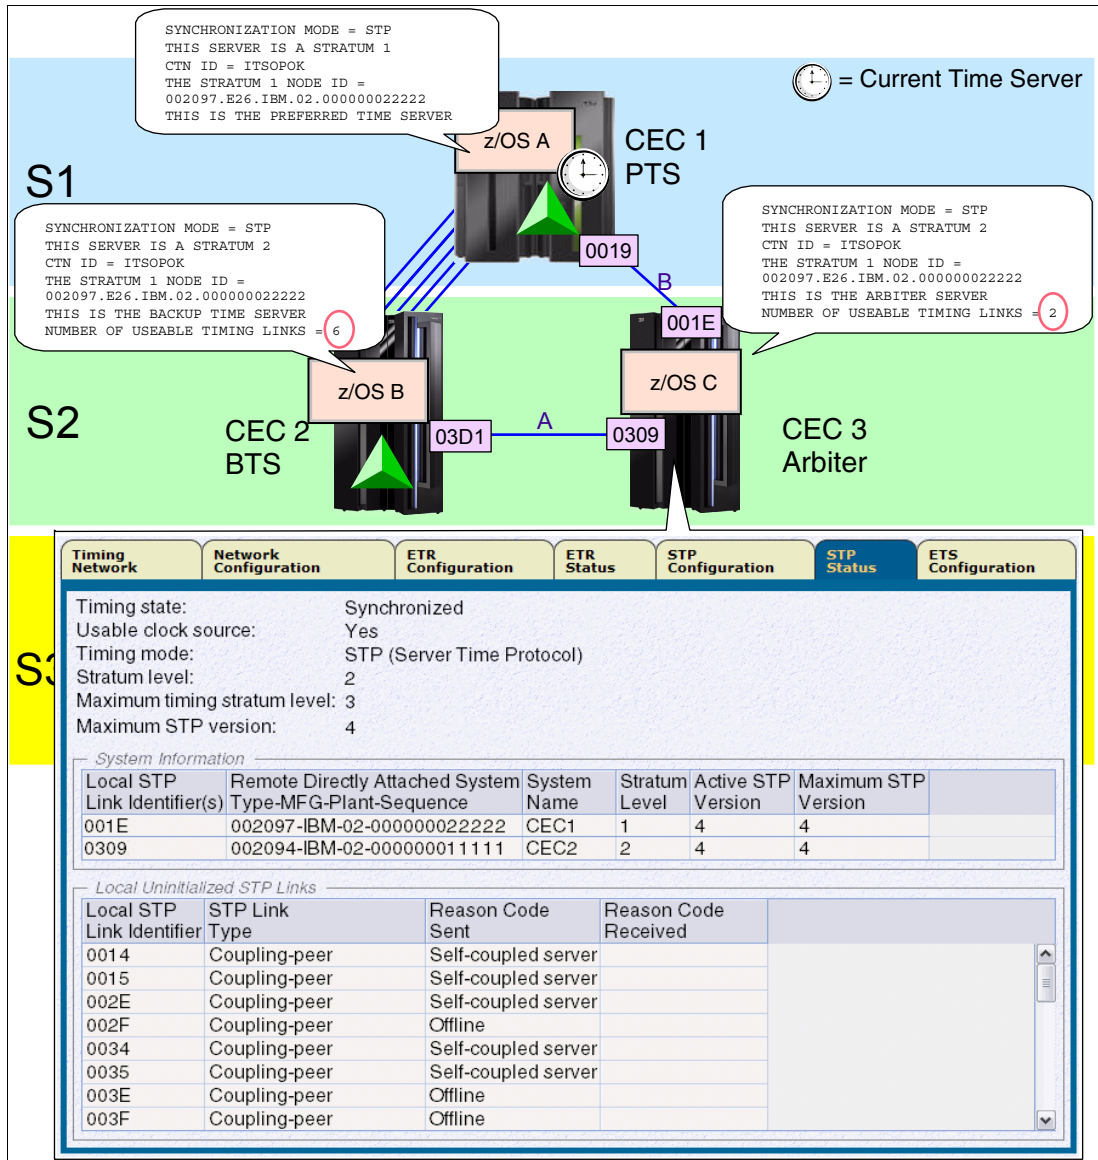 SYNCHRONIZATION MODE = STP
THIS SERVER IS A STRATUM 1
CTN ID = ITSOPOK
THE STRATUM 1 NODE ID =
002097.E26.IBM.02.000000022222
THIS IS THE PREFERRED TIME SERVER
= Current Time Server
z/OS A
CEC 1
PTS
S1
0019
B
SYNCHRONIZATION MODE = STP
THIS SERVER IS A STRATUM 2
CTN ID = ITSOPOK
THE STRATUM 1 NODE ID =
002097.E26.IBM.02.000000022222
THIS IS THE BACKUP TIME SERVER
NUMBER OF USEABLE TIMING LINKS = 6
SYNCHRONIZATION MODE = STP
THIS SERVER IS A STRATUM 2
CTN ID = ITSOPOK
THE STRATUM 1 NODE ID =
002097.E26.IBM.02.000000022222
THIS IS THE ARBITER SERVER
NUMBER OF USEABLE TIMING LINKS = 2
001E
z/OS B
z/OS C
S2
CEC 2
BTS
03D1
A
0309
CEC 3
Arbiter
S3
Timing Network
Network Configuration
ETR Configuration
ETR Status
STP Configuration
STP Status
ETS Configuration
Timing state: Synchronized
Usable clock source: Yes
Timing mode: STP (Server Time Protocol)
Stratum level: 2
Maximum timing stratum level: 3
Maximum STP version: 4
System Information
Local STP Link Identifier(s) Remote Directly Attached System Type-MFG-Plant-Sequence System Name Stratum Level Active STP Version Maximum STP Version
001E 002097-IBM-02-000000022222 CEC1 1 4 4
0309 002094-IBM-02-000000011111 CEC2 2 4 4
Local Uninitialized STP Links
Local STP Link Identifier STP Link Type Reason Code Sent Reason Code Received
0014 Coupling-peer Self-coupled server
0015 Coupling-peer Self-coupled server
002E Coupling-peer Self-coupled server
002F Coupling-peer Offline
0034 Coupling-peer Self-coupled server
0035 Coupling-peer Self-coupled server
003E Coupling-peer Offline
003F Coupling-peer Offline